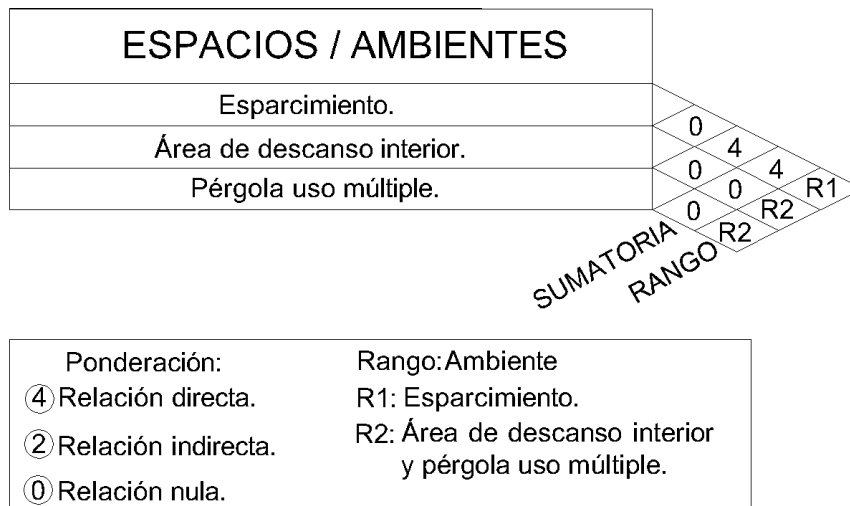 ESPACIOS / AMBIENTES
Esparcimiento.
0
Área de descanso interior.
4
0
4
Pérgola uso múltiple.
0
R1
0
R2
R2
SUMATORIA
RANGO
Ponderación:
4 Relación directa.
2 Relación indirecta.
0 Relación nula.
Rango:Ambiente
R1: Esparcimiento.
R2: Área de descanso interior
y pérgola uso múltiple.